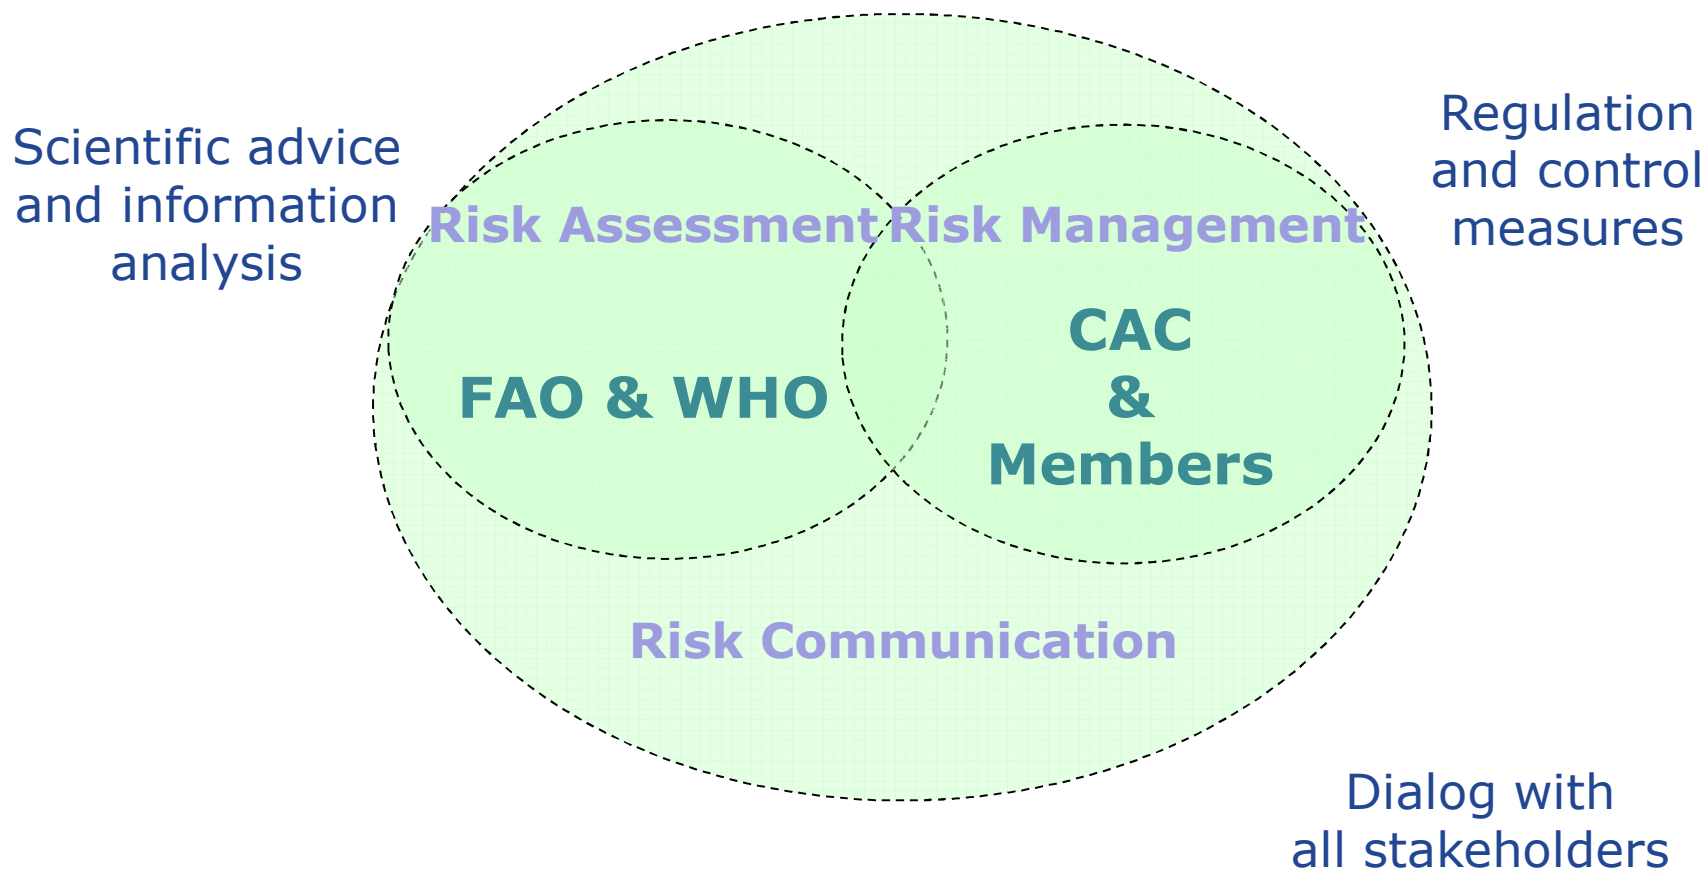 Scientific advice
and information
analysis
Regulation
and control
measures
Risk Assessment
Risk Management
FAO & WHO
CAC
&
Members
Risk Communication
Dialog with
all stakeholders